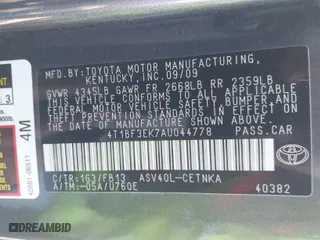 MFD.BY:TOYOTA MOTOR MANUFACTURING,
KENTUCKY, INC. 09/09
GVWR 4345LB GAWR FR 2668LB RR 2359LB
THIS VEHICLE CONFORMS TO ALL APPLICABLE
FEDERAL MOTOR VEHICLE SAFETY, BUMPER, AND
THEFT PREVENTION STANDARDS IN EFFECT ON
THE DATE OF MANUFACTURE SHOWN ABOVE.
4T1BF3EK7AU044778 PASS.CAR
C/TR:1G3/FB13 ASV40L-CETNKA
A/TM:-05A/U760E
40382
TOYOTA
4M
3